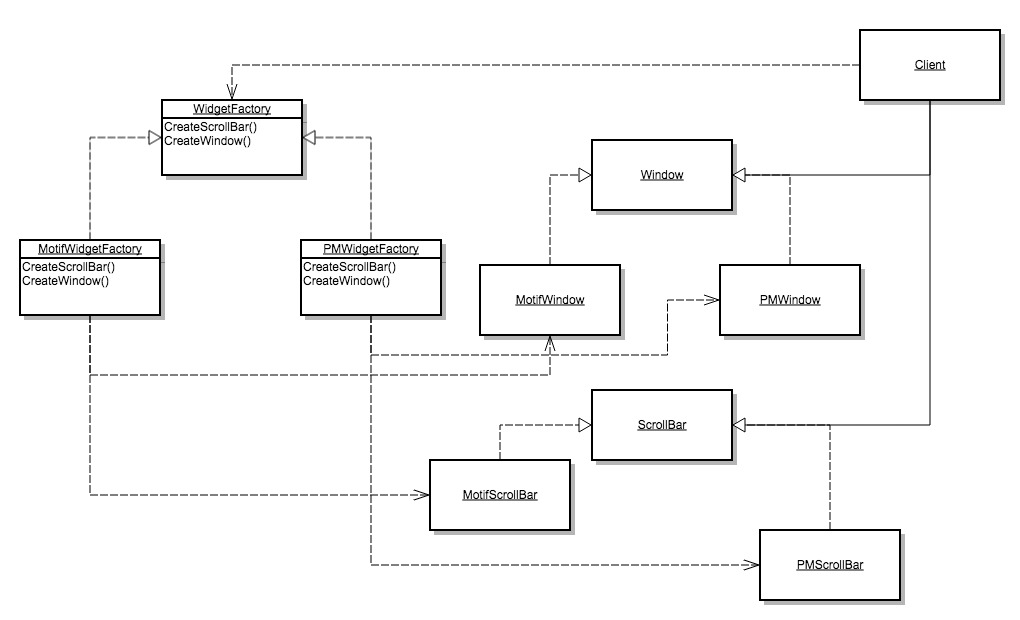 Client
WidgetFactory
CreateScrollBar()
CreateWindow()
Window
MotifWidgetFactory
CreateScrollBar()
CreateWindow()
PMWidgetFactory
CreateScrollBar()
CreateWindow()
MotifWindow
PMWindow
ScrollBar
MotifScrollBar
PMScrollBar